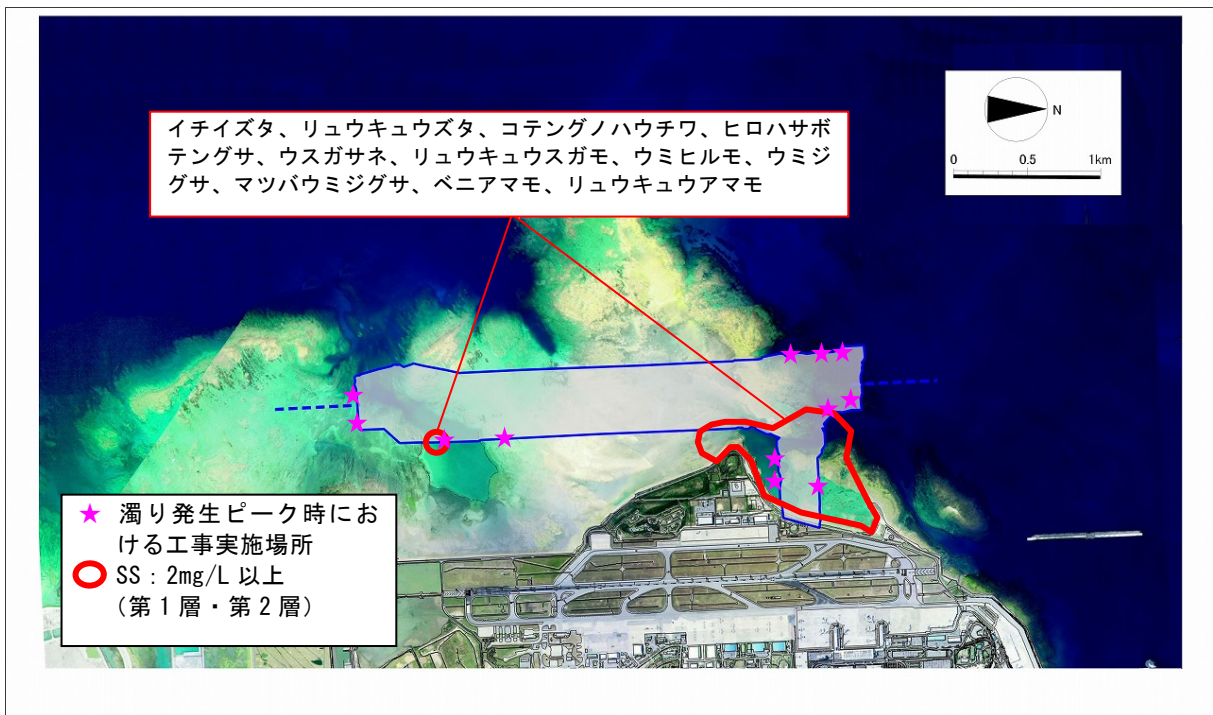 N
0 0.5 1km
イチイズタ、リュウキュウズタ、コテングノハウチワ、ヒロハサボ
テングサ、ウスガサネ、リュウキュウスガモ、ウミヒルモ、ウミジ
グサ、マツバウミジグサ、ベニアマモ、リュウキュウアマモ
★ 濁り発生ピーク時にお
ける工事実施場所
SS：2mg/L 以上
（第１層・第２層）